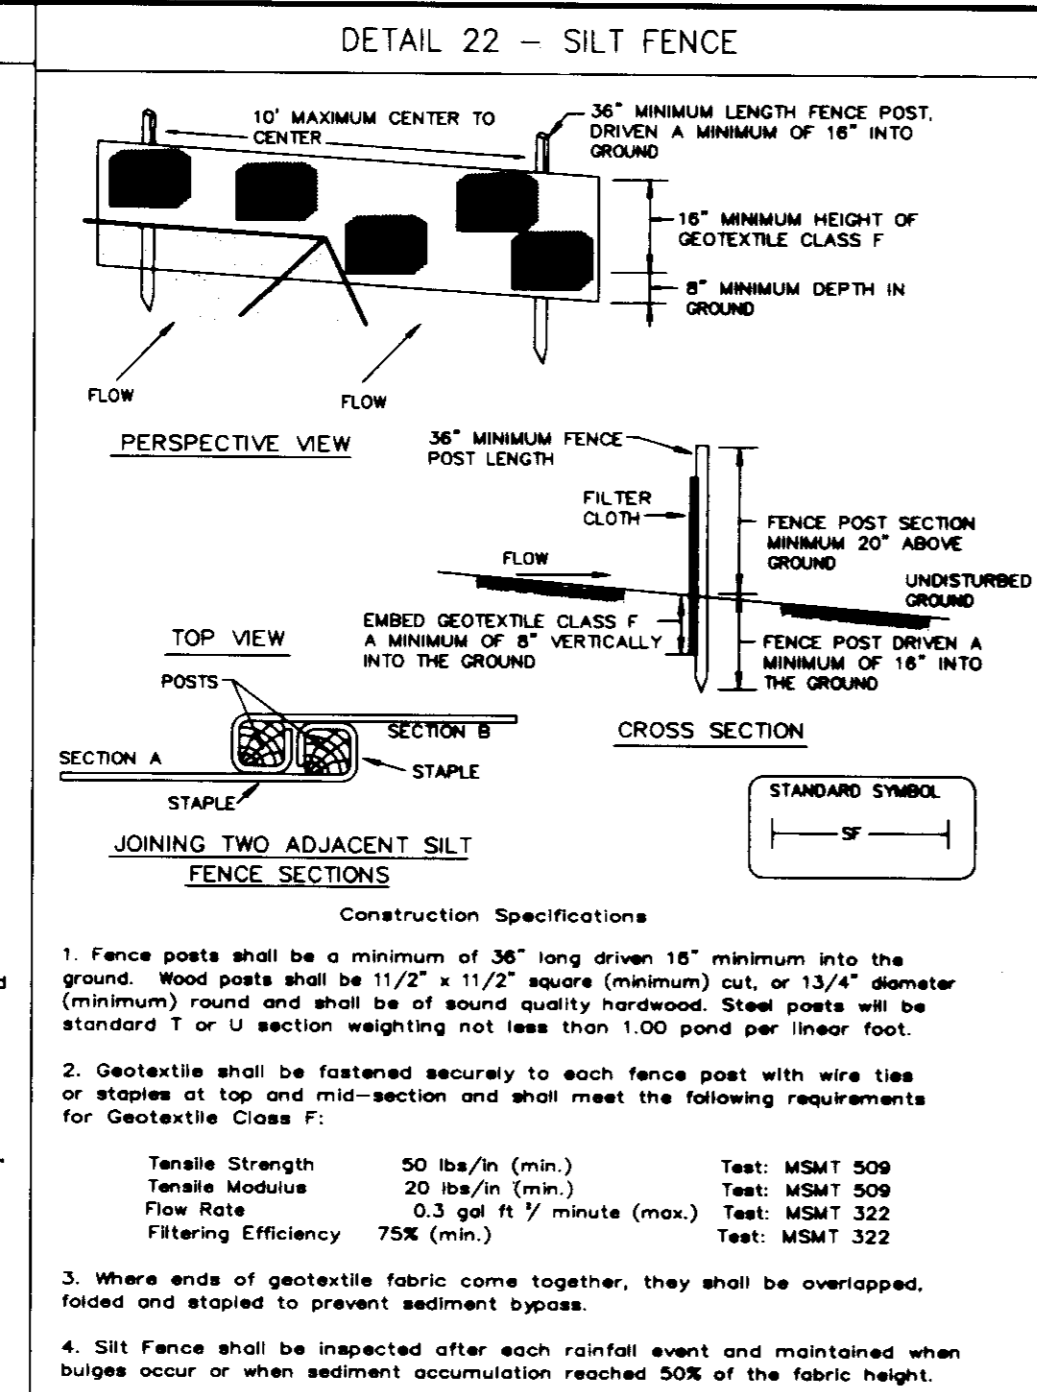 DETAIL 22 – SILT FENCE
10' MAXIMUM CENTER TO
CENTER
36" MINIMUM LENGTH FENCE POST,
DRIVEN A MINIMUM OF 16" INTO
GROUND
16" MINIMUM HEIGHT OF
GEOTEXTILE CLASS F
8" MINIMUM DEPTH IN
GROUND
FLOW
FLOW
PERSPECTIVE VIEW
36" MINIMUM FENCE
POST LENGTH
FILTER
CLOTH
FENCE POST SECTION
MINIMUM 20" ABOVE
GROUND
FLOW
UNDISTURBED
GROUND
EMBED GEOTEXTILE CLASS F
A MINIMUM OF 8" VERTICALLY
INTO THE GROUND
FENCE POST DRIVEN A
MINIMUM OF 16" INTO
THE GROUND
CROSS SECTION
TOP VIEW
POSTS
SECTION B
SECTION A
STAPLE
STAPLE
JOINING TWO ADJACENT SILT
FENCE SECTIONS
STANDARD SYMBOL
SF
Construction Specifications
1. Fence posts shall be a minimum of 36" long driven 16" minimum into the
ground. Wood posts shall be 11/2" x 11/2" square (minimum) cut, or 13/4" diameter
(minimum) round and shall be of sound quality hardwood. Steel posts will be
standard T or U section weighting not less than 1.00 pond per linear foot.
2. Geotextile shall be fastened securely to each fence post with wire ties
or staples at top and mid-section and shall meet the following requirements
for Geotextile Class F:
Tensile Strength 50 lbs/in (min.) Test: MSMT 509
Tensile Modulus 20 lbs/in (min.) Test: MSMT 509
Flow Rate 0.3 gal ft ²/ minute (max.) Test: MSMT 322
Filtering Efficiency 75% (min.) Test: MSMT 322
3. Where ends of geotextile fabric come together, they shall be overlapped,
folded and stapled to prevent sediment bypass.
4. Silt Fence shall be inspected after each rainfall event and maintained when
bulges occur or when sediment accumulation reached 50% of the fabric height.